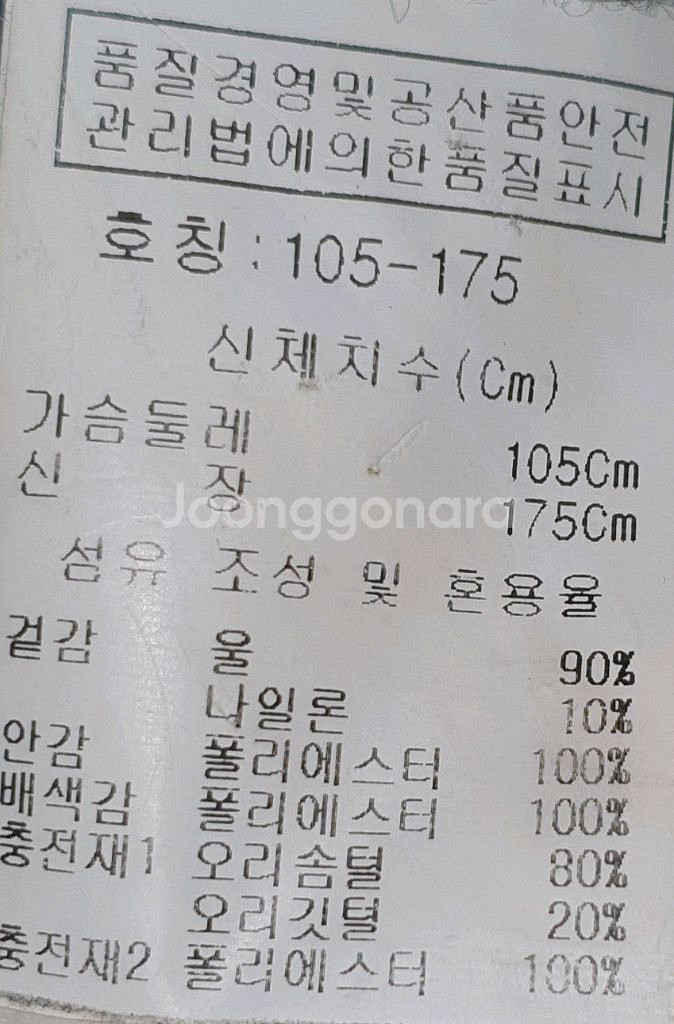 품질경영및공산품안전
관리법에의한품질표시
호칭:105-175
신체치수(Cm)
가슴둘레 105Cm
신 장 175Cm
Joonggonara
섬유 조성 및 혼용율
겉감 울 90%
나일론 10%
안감 폴리에스터 100%
배색감 폴리에스터 100%
충전재1 오리솜털 80%
오리깃털 20%
충전재2 폴리에스터 100%